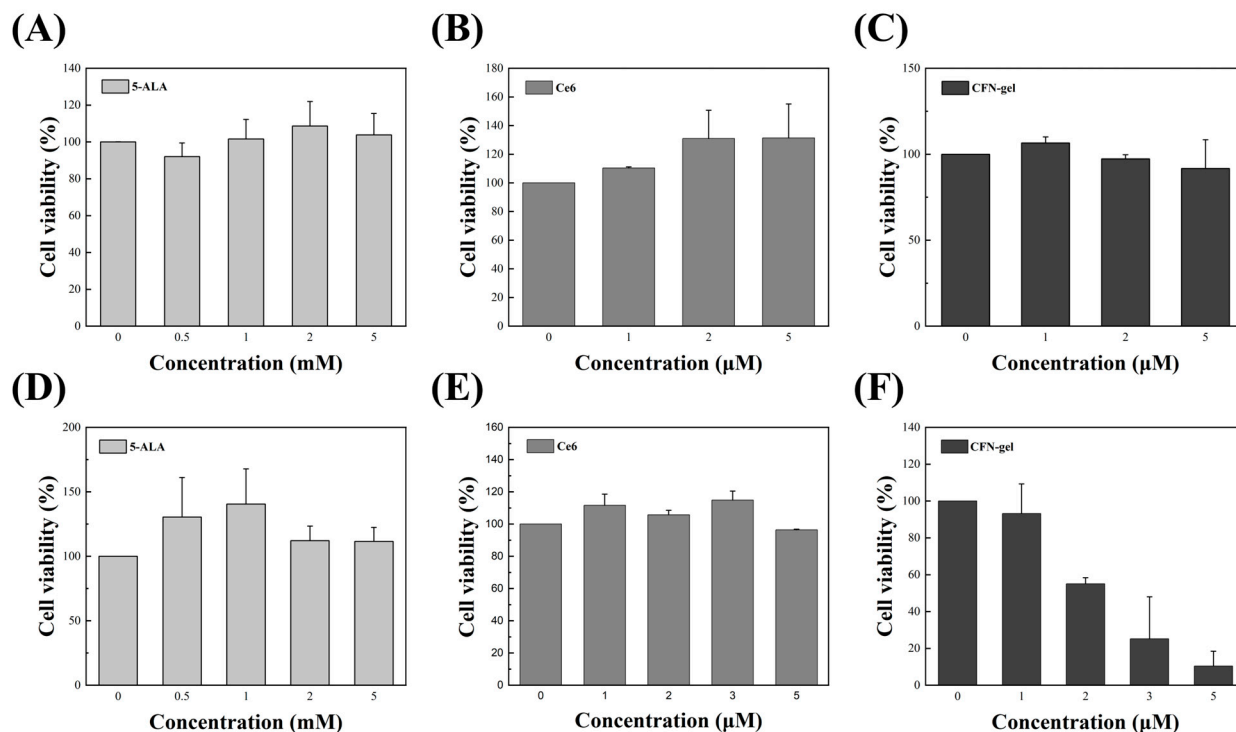 (A)
Cell viability (%)
140
120
100
80
60
40
20
0
5-ALA
0 0.5 1 2 5
Concentration (mM)
(B)
Cell viability (%)
180
160
140
120
100
80
60
40
20
0
Ce6
0 1 2 5
Concentration (μM)
(C)
Cell viability (%)
150
100
50
0
CFN-gel
0 1 2 5
Concentration (μM)
(D)
Cell viability (%)
200
150
100
50
0
5-ALA
0 0.5 1 2 5
Concentration (mM)
(E)
Cell viability (%)
160
140
120
100
80
60
40
20
0
Ce6
0 1 2 3 5
Concentration (μM)
(F)
Cell viability (%)
140
120
100
80
60
40
20
0
CFN-gel
0 1 2 3 5
Concentration (μM)